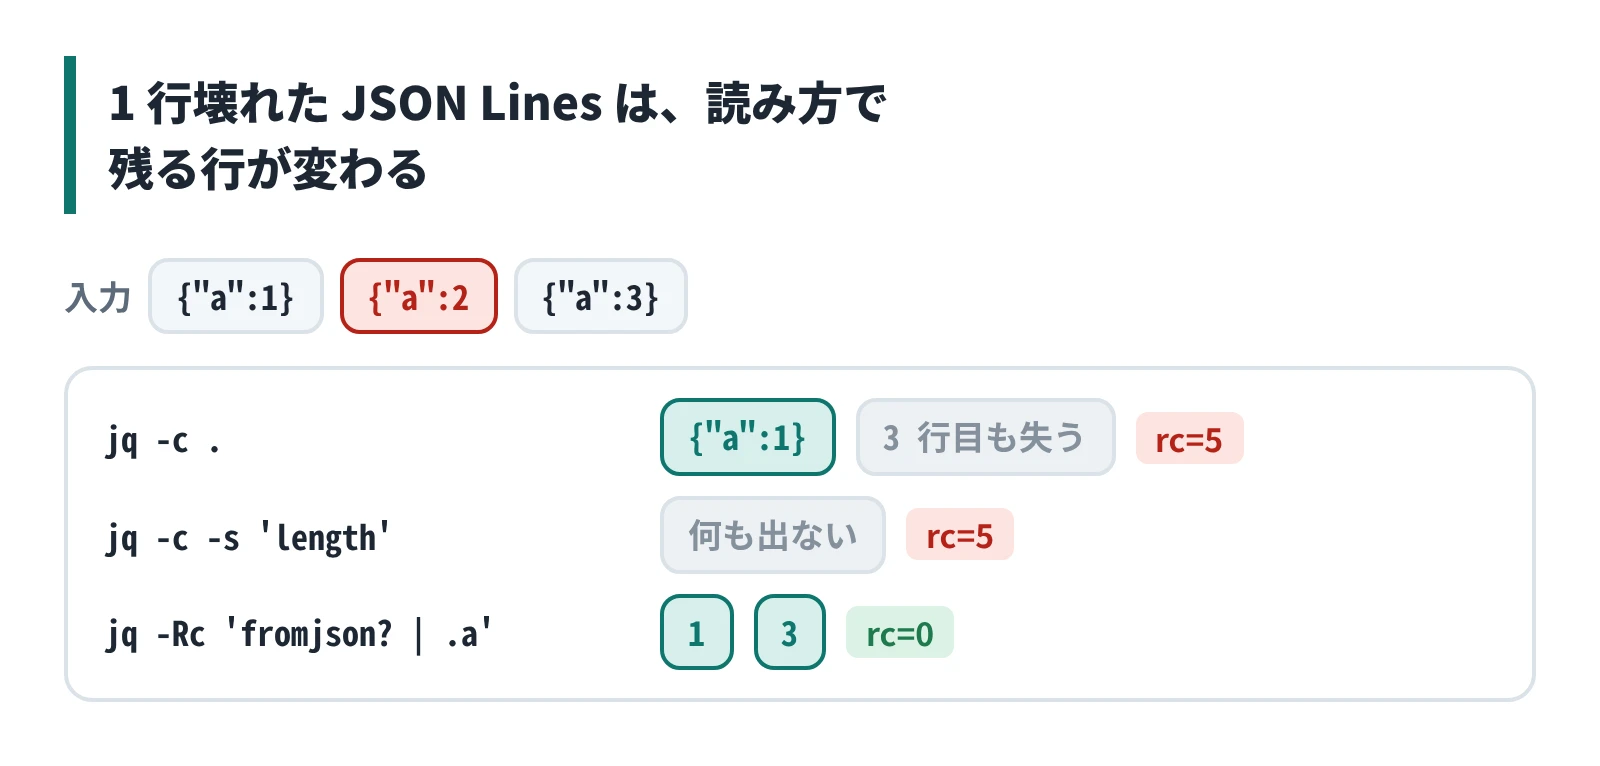 1 行壊れた JSON Lines は、読み方で
残る行が変わる
入力 {"a":1} {"a":2 {"a":3}
jq -c . {"a":1} 3 行目も失う rc=5
jq -c -s 'length' 何も出ない rc=5
jq -Rc 'fromjson? | .a' 1 3 rc=0